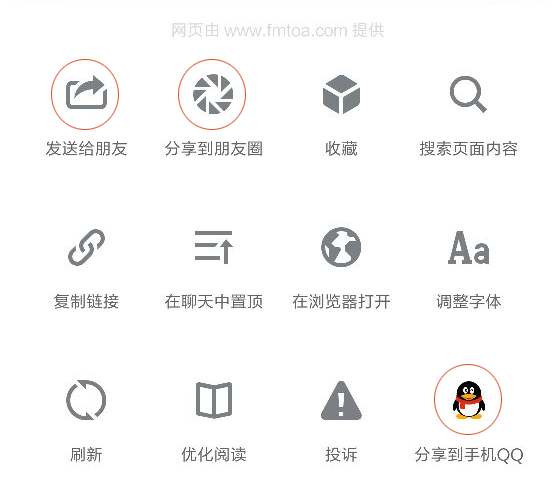 网页由 www.fmtoa.com 提供
发送给朋友 分享到朋友圈 收藏 搜索页面内容
Aa
复制链接 在聊天中置顶 在浏览器打开 调整字体
刷新 优化阅读 投诉 分享到手机QQ